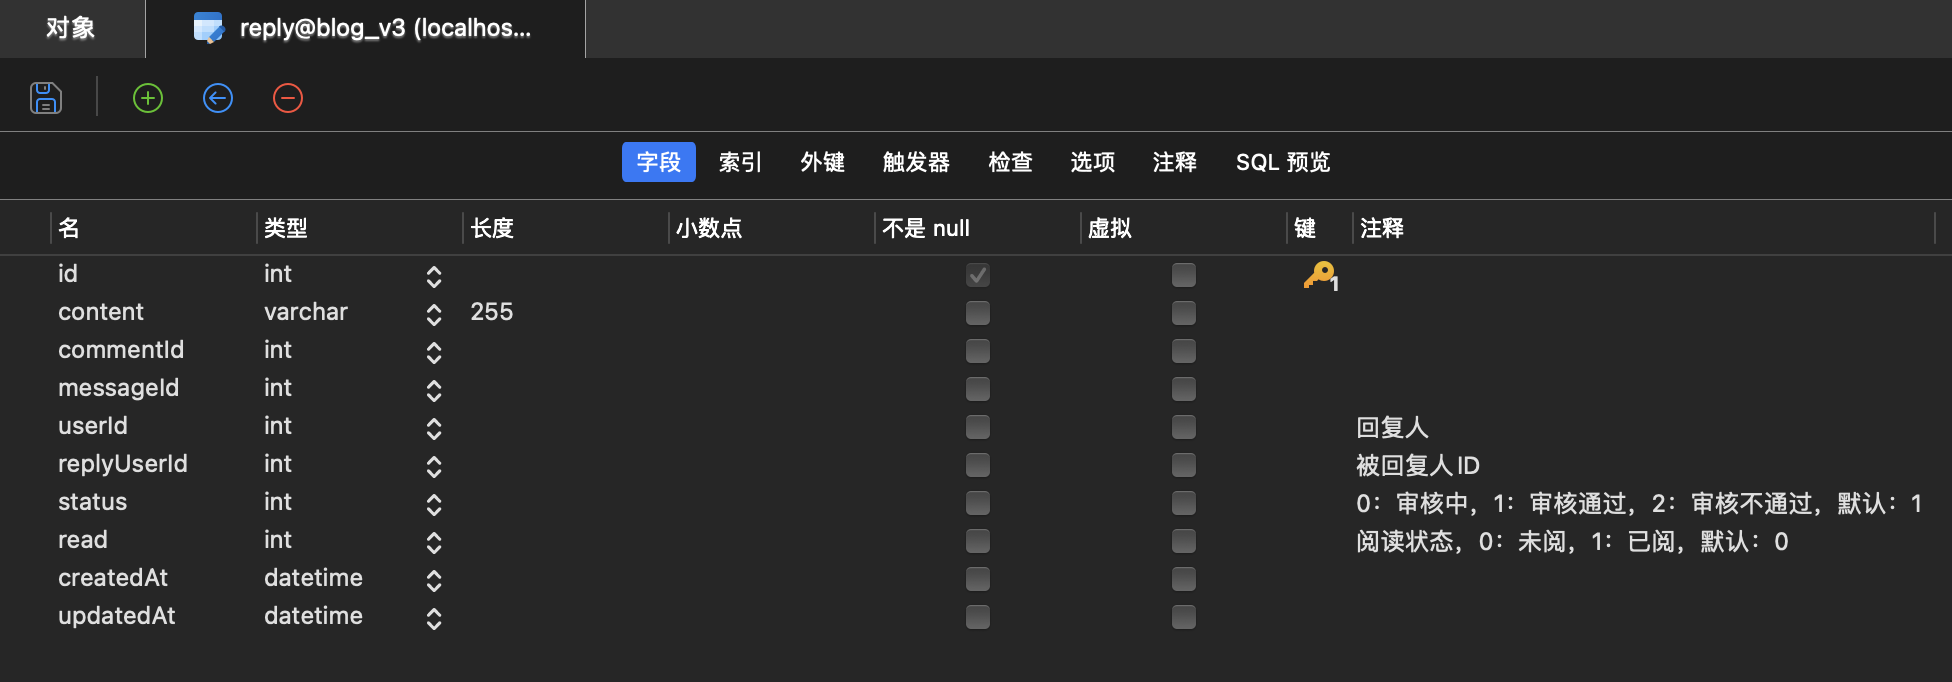 对象 reply@blog_v3 (localhos...
字段 索引 外键 触发器 检查 选项 注释 SQL 预览
名 类型 长度 小数点 不是 null 虚拟 键 注释
id int 1
content varchar 255
commentId int
messageId int
userId int 回复人
replyUserId int 被回复人ID
status int 0：审核中，1：审核通过，2：审核不通过，默认：1
read int 阅读状态，0：未阅，1：已阅，默认：0
createdAt datetime
updatedAt datetime